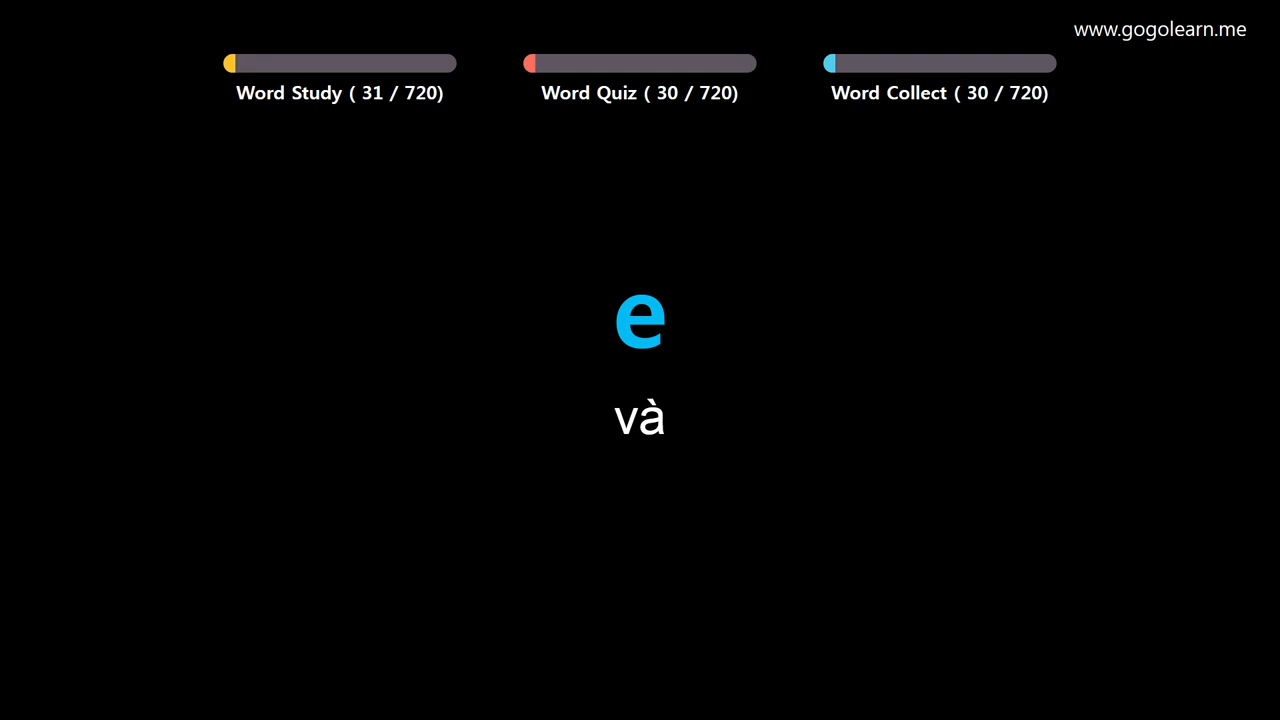 www.gogolearn.me
Word Study ( 31 / 720)
Word Quiz ( 30 / 720)
Word Collect ( 30 / 720)
e
và